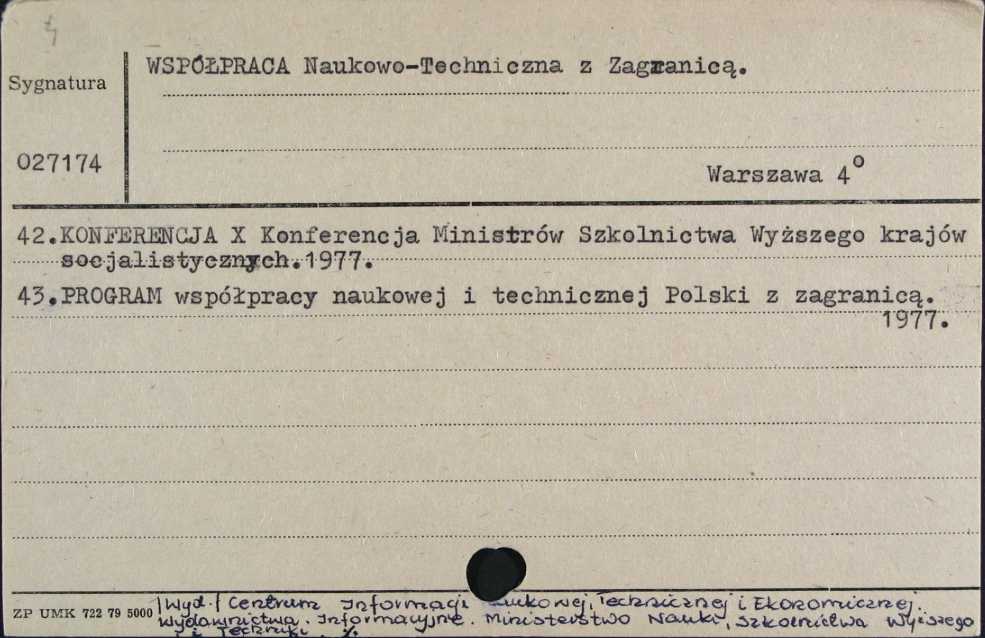 4
WSPÓŁPRACA Naukowo-Techniczna z Zagranicą.
Sygnatura
027174
Warszawa 4⁰
42.KONFERENCJA X Konferencja Ministrów Szkolnictwa Wyższego krajów
socjalistycznych.1977.
43.PROGRAM współpracy naukowej i technicznej Polski z zagranicą.
1977.
ZP UMK 722 79 5000 |Wyd.| Centrum Informacji Naukowej, Technicznej i Ekonomicznej.
Wydawnictwa Informacyjne. Ministerstwo Nauki, Szkolnictwa Wyższego
i Techniki. ./.